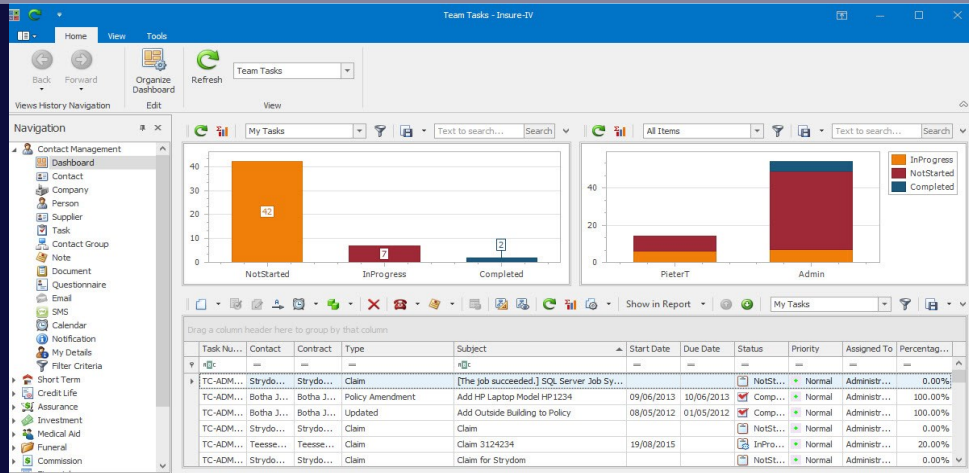 Team Tasks - Insure-IV
Home View Tools
Back Forward Organize Dashboard Refresh Team Tasks
Views History Navigation Edit View
Navigation
Contact Management
Dashboard
Contact
Company
Person
Supplier
Task
Contact Group
Note
Document
Questionnaire
Email
SMS
Calendar
Notification
My Details
Filter Criteria
Short Term
Credit Life
Assurance
Investment
Medical Aid
Funeral
Commission
My Tasks Text to search... Search
40
30
20
10
0
42
7
2
NotStarted InProgress Completed
All Items Text to search... Search
40
20
0
PieterT Admin
InProgress
NotStarted
Completed
Show in Report My Tasks
Drag a column header here to group by that column
Task Nu... Contact Contract Type Subject Start Date Due Date Status Priority Assigned To Percentag...
= = = = = = = = =
TC-ADM... Strydo... Strydo... Claim [The job succeeded.] SQL Server Job Sy... NotSt... Normal Administr... 0.00%
TC-ADM... Botha J... Botha J... Policy Amendment Add HP Laptop Model HP1234 09/06/2013 10/06/2013 Comp... Normal Administr... 100.00%
TC-ADM... Botha J... Botha J... Updated Add Outside Building to Policy 08/05/2012 01/05/2012 Comp... Normal Administr... 100.00%
TC-ADM... Strydo... Strydo... Claim Claim NotSt... Normal Administr... 0.00%
TC-ADM... Teesse... Teesse... Claim Claim 3124234 19/08/2015 InPro... Normal Administr... 20.00%
TC-ADM... Strydo... Strydo... Claim Claim for Strydom NotSt... Normal Administr... 0.00%